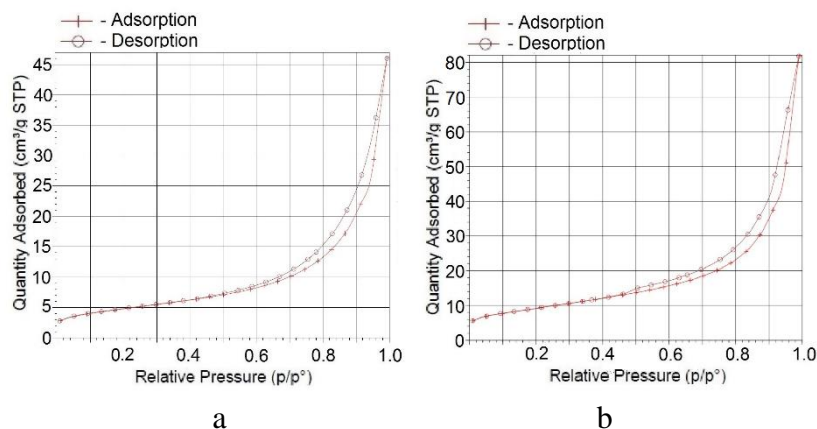 - Adsorption
- Desorption
Quantity Adsorbed (cm³/g STP)
45
40
35
30
25
20
15
10
5
0
0.2
0.4
0.6
0.8
1.0
Relative Pressure (p/p°)
a
- Adsorption
- Desorption
Quantity Adsorbed (cm³/g STP)
80
70
60
50
40
30
20
10
0
0.2
0.4
0.6
0.8
1.0
Relative Pressure (p/p°)
b